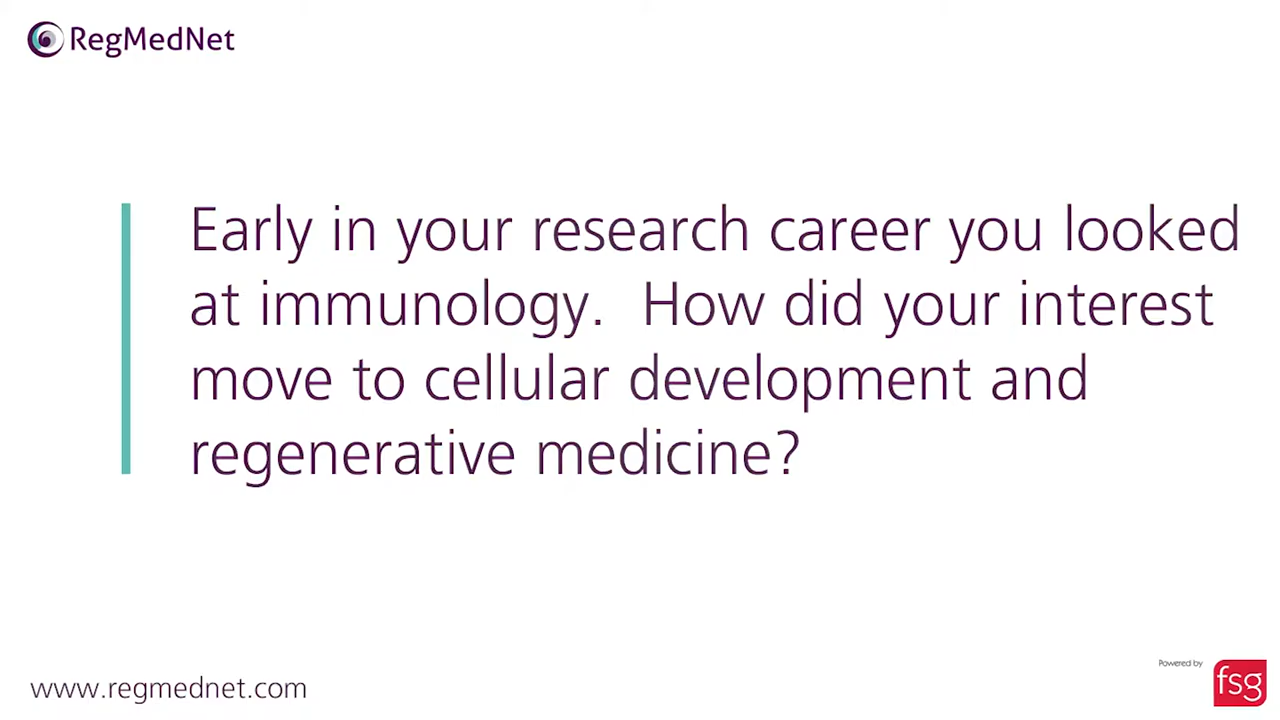 RegMedNet
Early in your research career you looked
at immunology.  How did your interest
move to cellular development and
regenerative medicine?
www.regmednet.com
Powered by
fsg